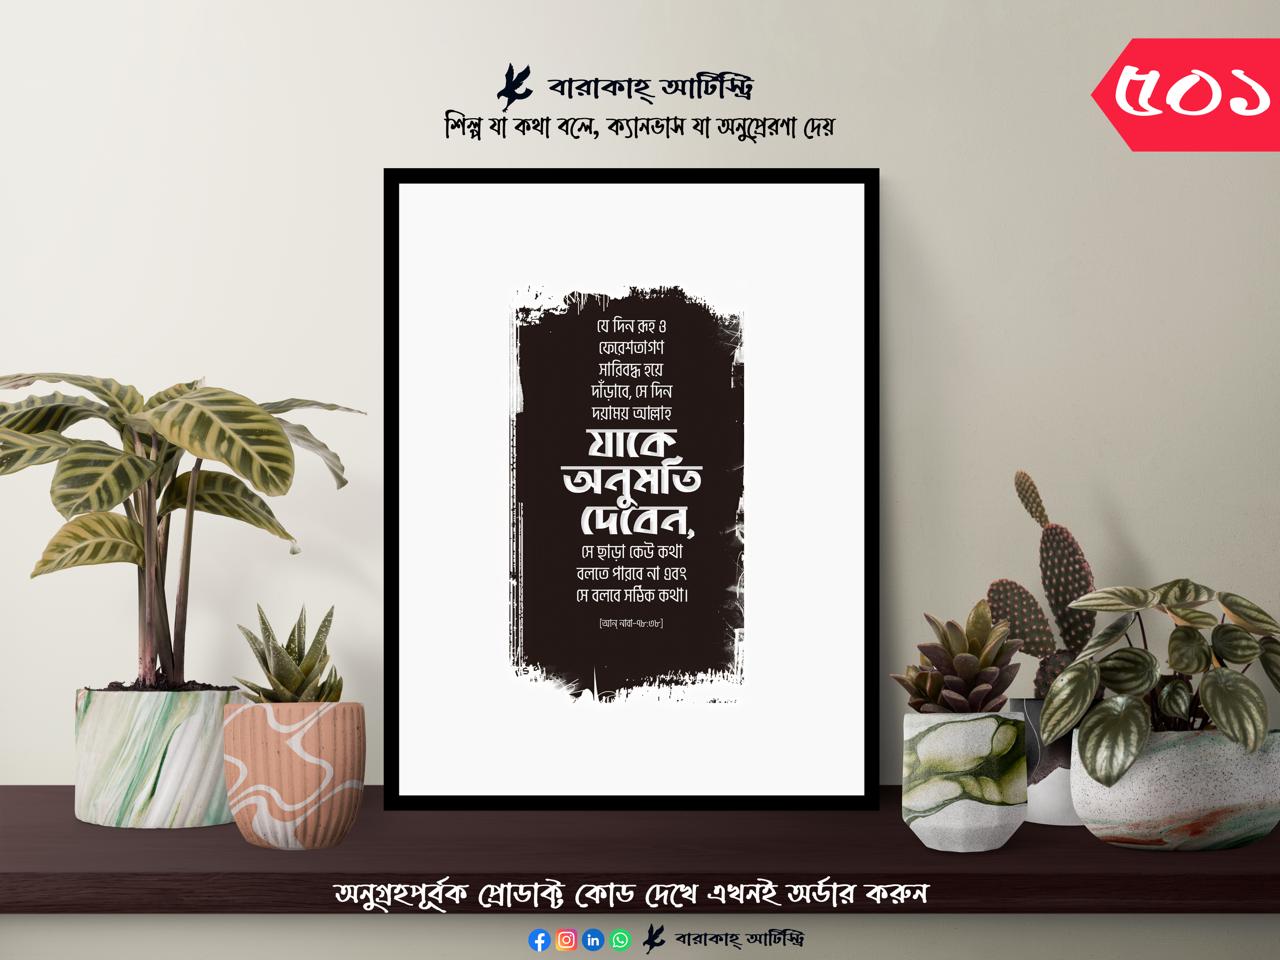 বারাকাহ্ আর্টিস্ট্রি
শিল্প যা কথা বলে, ক্যানভাস যা অনুপ্রেরণা দেয়
৫০১
যে দিন রূহ ও
ফেরেশতাগণ
সারিবদ্ধ হয়ে
দাঁড়াবে, সে দিন
দয়াময় আল্লাহ
যাকে
অনুমতি
দেবেন,
সে ছাড়া কেউ কথা
বলতে পারবে না এবং
সে বলবে সঠিক কথা।
[আন্ নাবা-৭৮:৩৮]
অনুগ্রহপূর্বক প্রোডাক্ট কোড দেখে এখনই অর্ডার করুন
বারাকাহ্ আর্টিস্ট্রি